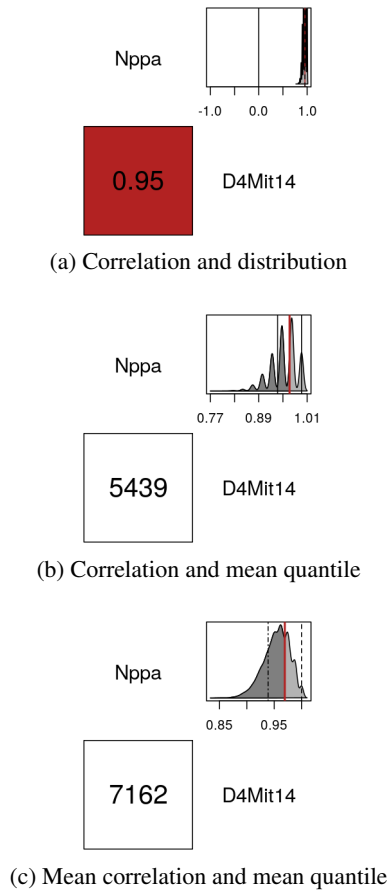 Nppa
-1.0 0.0 1.0
0.95 D4Mit14
(a) Correlation and distribution
Nppa
0.77 0.89 1.01
5439 D4Mit14
(b) Correlation and mean quantile
Nppa
0.85 0.95
7162 D4Mit14
(c) Mean correlation and mean quantile